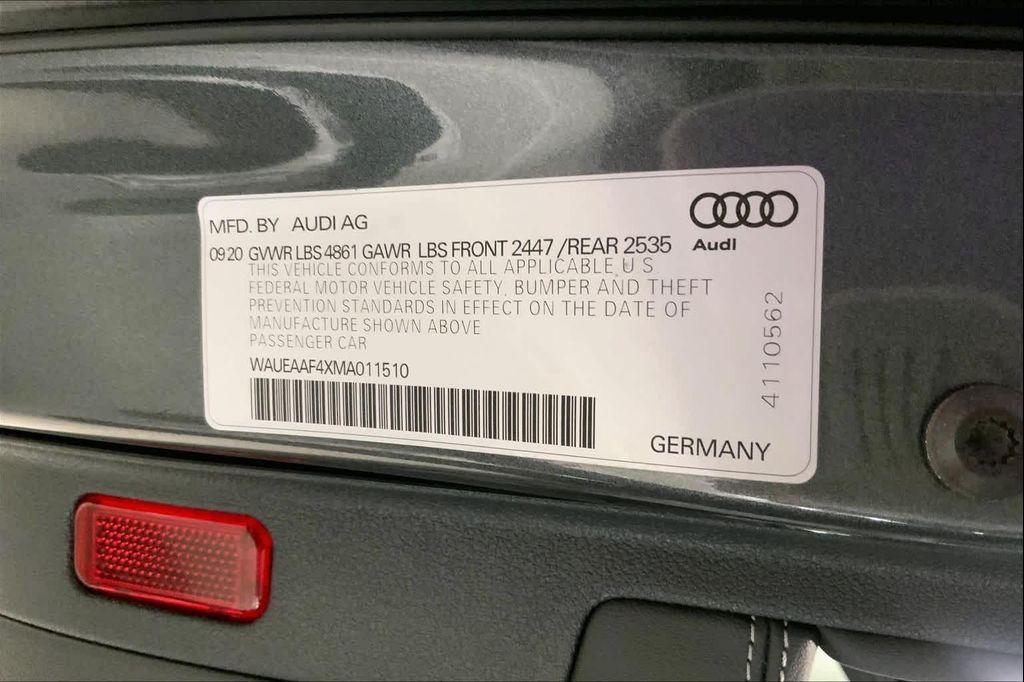 MFD. BY AUDI AG
Audi
09 20 GVWR LBS 4861 GAWR LBS FRONT 2447 /REAR 2535
THIS VEHICLE CONFORMS TO ALL APPLICABLE U S
FEDERAL MOTOR VEHICLE SAFETY, BUMPER AND THEFT
PREVENTION STANDARDS IN EFFECT ON THE DATE OF
MANUFACTURE SHOWN ABOVE
PASSENGER CAR
WAUEAAF4XMA011510
4110562
GERMANY